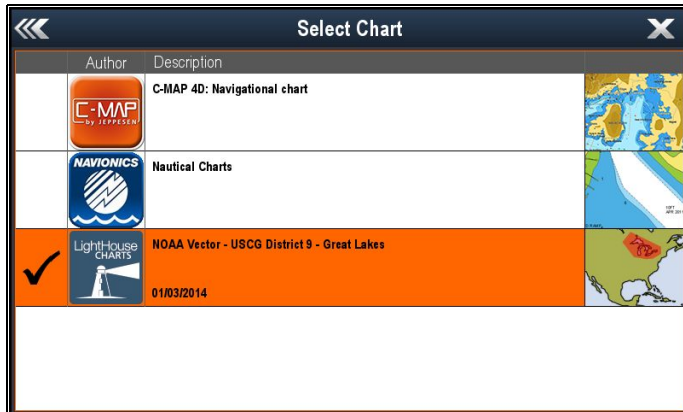 Select Chart
Author Description
C-MAP
by JEPPESEN
C-MAP 4D: Navigational chart
NAVIONICS
Nautical Charts
LightHouse
CHARTS
NOAA Vector - USCG District 9 - Great Lakes
01/03/2014